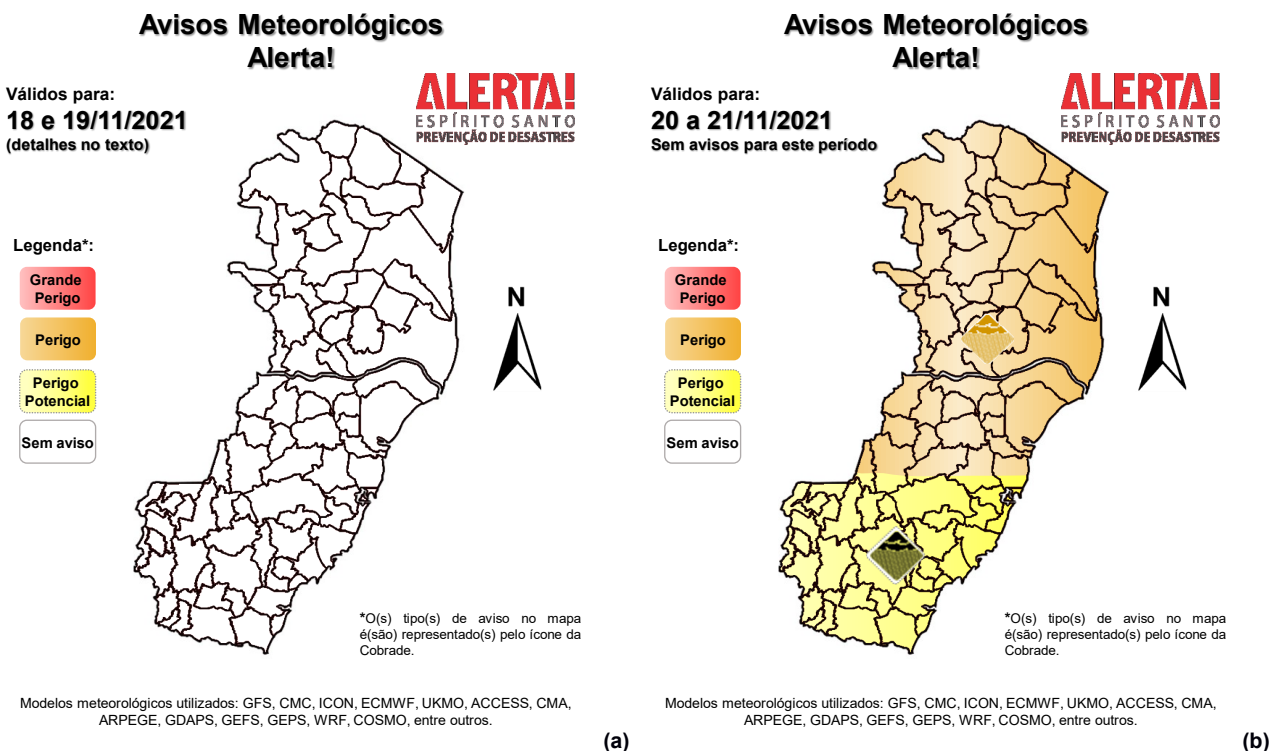 Avisos Meteorológicos
Alerta!
Válidos para:
18 e 19/11/2021
(detalhes no texto)
ALERTA!
ESPÍRITO SANTO
PREVENÇÃO DE DESASTRES
Legenda*:
Grande
Perigo
Perigo
Perigo
Potencial
Sem aviso
N
*O(s) tipo(s) de aviso no mapa
é(são) representado(s) pelo ícone da
Cobrade.
Modelos meteorológicos utilizados: GFS, CMC, ICON, ECMWF, UKMO, ACCESS, CMA,
ARPEGE, GDAPS, GEFS, GEPS, WRF, COSMO, entre outros.
(a)
Avisos Meteorológicos
Alerta!
Válidos para:
20 a 21/11/2021
Sem avisos para este período
ALERTA!
ESPÍRITO SANTO
PREVENÇÃO DE DESASTRES
Legenda*:
Grande
Perigo
Perigo
Perigo
Potencial
Sem aviso
N
*O(s) tipo(s) de aviso no mapa
é(são) representado(s) pelo ícone da
Cobrade.
Modelos meteorológicos utilizados: GFS, CMC, ICON, ECMWF, UKMO, ACCESS, CMA,
ARPEGE, GDAPS, GEFS, GEPS, WRF, COSMO, entre outros.
(b)